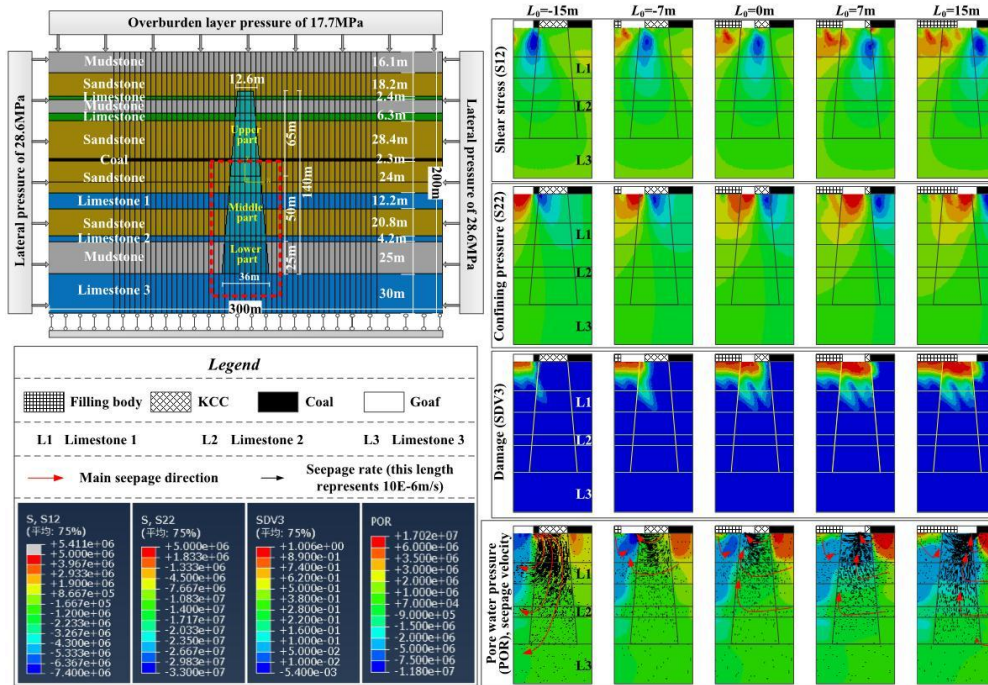 Overburden layer pressure of 17.7MPa
Lateral pressure of 28.6MPa
Lateral pressure of 28.6MPa
Mudstone 16.1m
Sandstone 18.2m
Limestone 2.4m
Mudstone
Limestone 6.3m
Sandstone 28.4m
Coal 2.3m
Sandstone 24m
Limestone 1 12.2m
Sandstone 20.8m
Limestone 2 4.2m
Mudstone 25m
Limestone 3 30m
12.6m
Upper part
Middle part
Lower part
65m
50m
25m
140m
200m
36m
300m
Legend
Filling body KCC Coal Goaf
L1 Limestone 1 L2 Limestone 2 L3 Limestone 3
Main seepage direction
Seepage rate (this length represents 10E-6m/s)
S, S12
(平均: 75%)
+5.411e+06
+5.000e+06
+3.967e+06
+2.933e+06
+1.900e+06
+8.667e+05
-1.667e+05
-1.200e+06
-2.233e+06
-3.267e+06
-4.300e+06
-5.333e+06
-6.367e+06
-7.400e+06
S, S22
(平均: 75%)
+5.000e+06
+1.833e+06
-1.333e+06
-4.500e+06
-7.667e+06
-1.083e+07
-1.400e+07
-1.717e+07
-2.033e+07
-2.350e+07
-2.667e+07
-2.983e+07
-3.300e+07
SDV3
(平均: 75%)
+1.006e+00
+8.900e-01
+7.400e-01
+6.200e-01
+5.400e-01
+4.600e-01
+3.800e-01
+2.800e-01
+2.200e-01
+1.600e-01
+1.000e-01
+5.000e-02
-5.400e-03
POR
+1.702e+07
+6.000e+06
+3.500e+06
+3.000e+06
+2.000e+06
+1.000e+06
+7.000e+04
-9.000e+05
-1.500e+06
-2.000e+06
-5.000e+06
-7.500e+06
-1.180e+07
L0=-15m L0=-7m L0=0m L0=7m L0=15m
Shear stress (S12)
L1
L2
L3
Confining pressure (S22)
L1
L2
L3
Damage (SDV3)
L1
L2
L3
Pore water pressure (POR), seepage velocity
L1
L2
L3